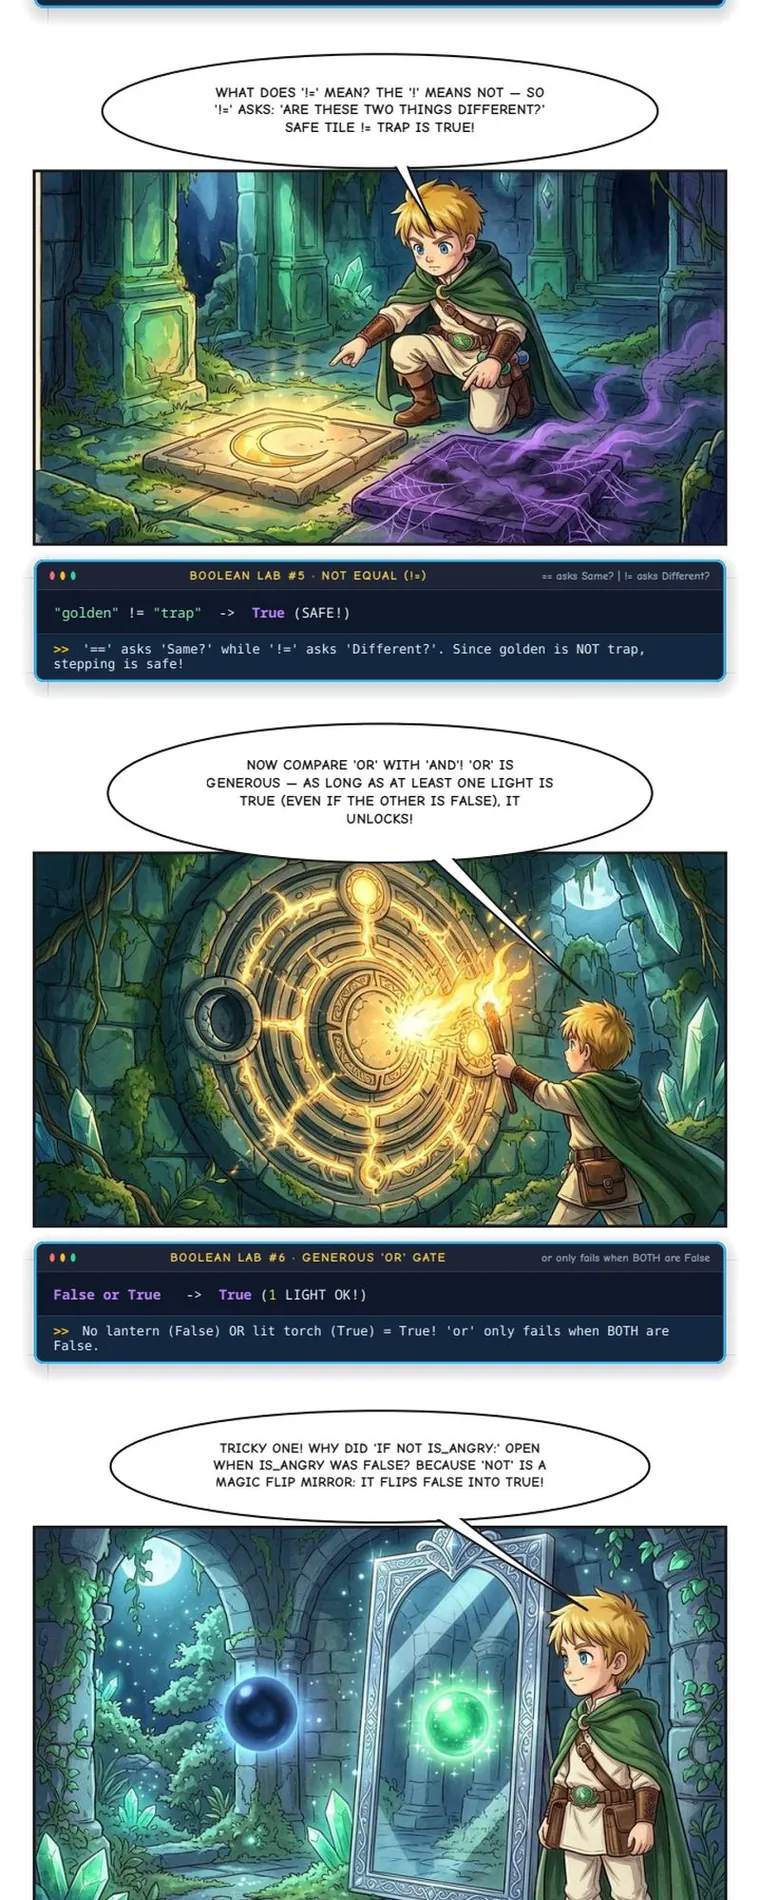 WHAT DOES '!=' MEAN? THE '!' MEANS NOT — SO
'!=' ASKS: 'ARE THESE TWO THINGS DIFFERENT?'
SAFE TILE != TRAP IS TRUE!
BOOLEAN LAB #5 · NOT EQUAL (!=)
== asks Same? | != asks Different?
"golden" != "trap" -> True (SAFE!)
>> '==' asks 'Same?' while '!=' asks 'Different?'. Since golden is NOT trap,
stepping is safe!
NOW COMPARE 'OR' WITH 'AND'! 'OR' IS
GENEROUS — AS LONG AS AT LEAST ONE LIGHT IS
TRUE (EVEN IF THE OTHER IS FALSE), IT
UNLOCKS!
BOOLEAN LAB #6 · GENEROUS 'OR' GATE
or only fails when BOTH are False
False or True -> True (1 LIGHT OK!)
>> No lantern (False) OR lit torch (True) = True! 'or' only fails when BOTH are
False.
TRICKY ONE! WHY DID 'IF NOT IS_ANGRY:' OPEN
WHEN IS_ANGRY WAS FALSE? BECAUSE 'NOT' IS A
MAGIC FLIP MIRROR: IT FLIPS FALSE INTO TRUE!